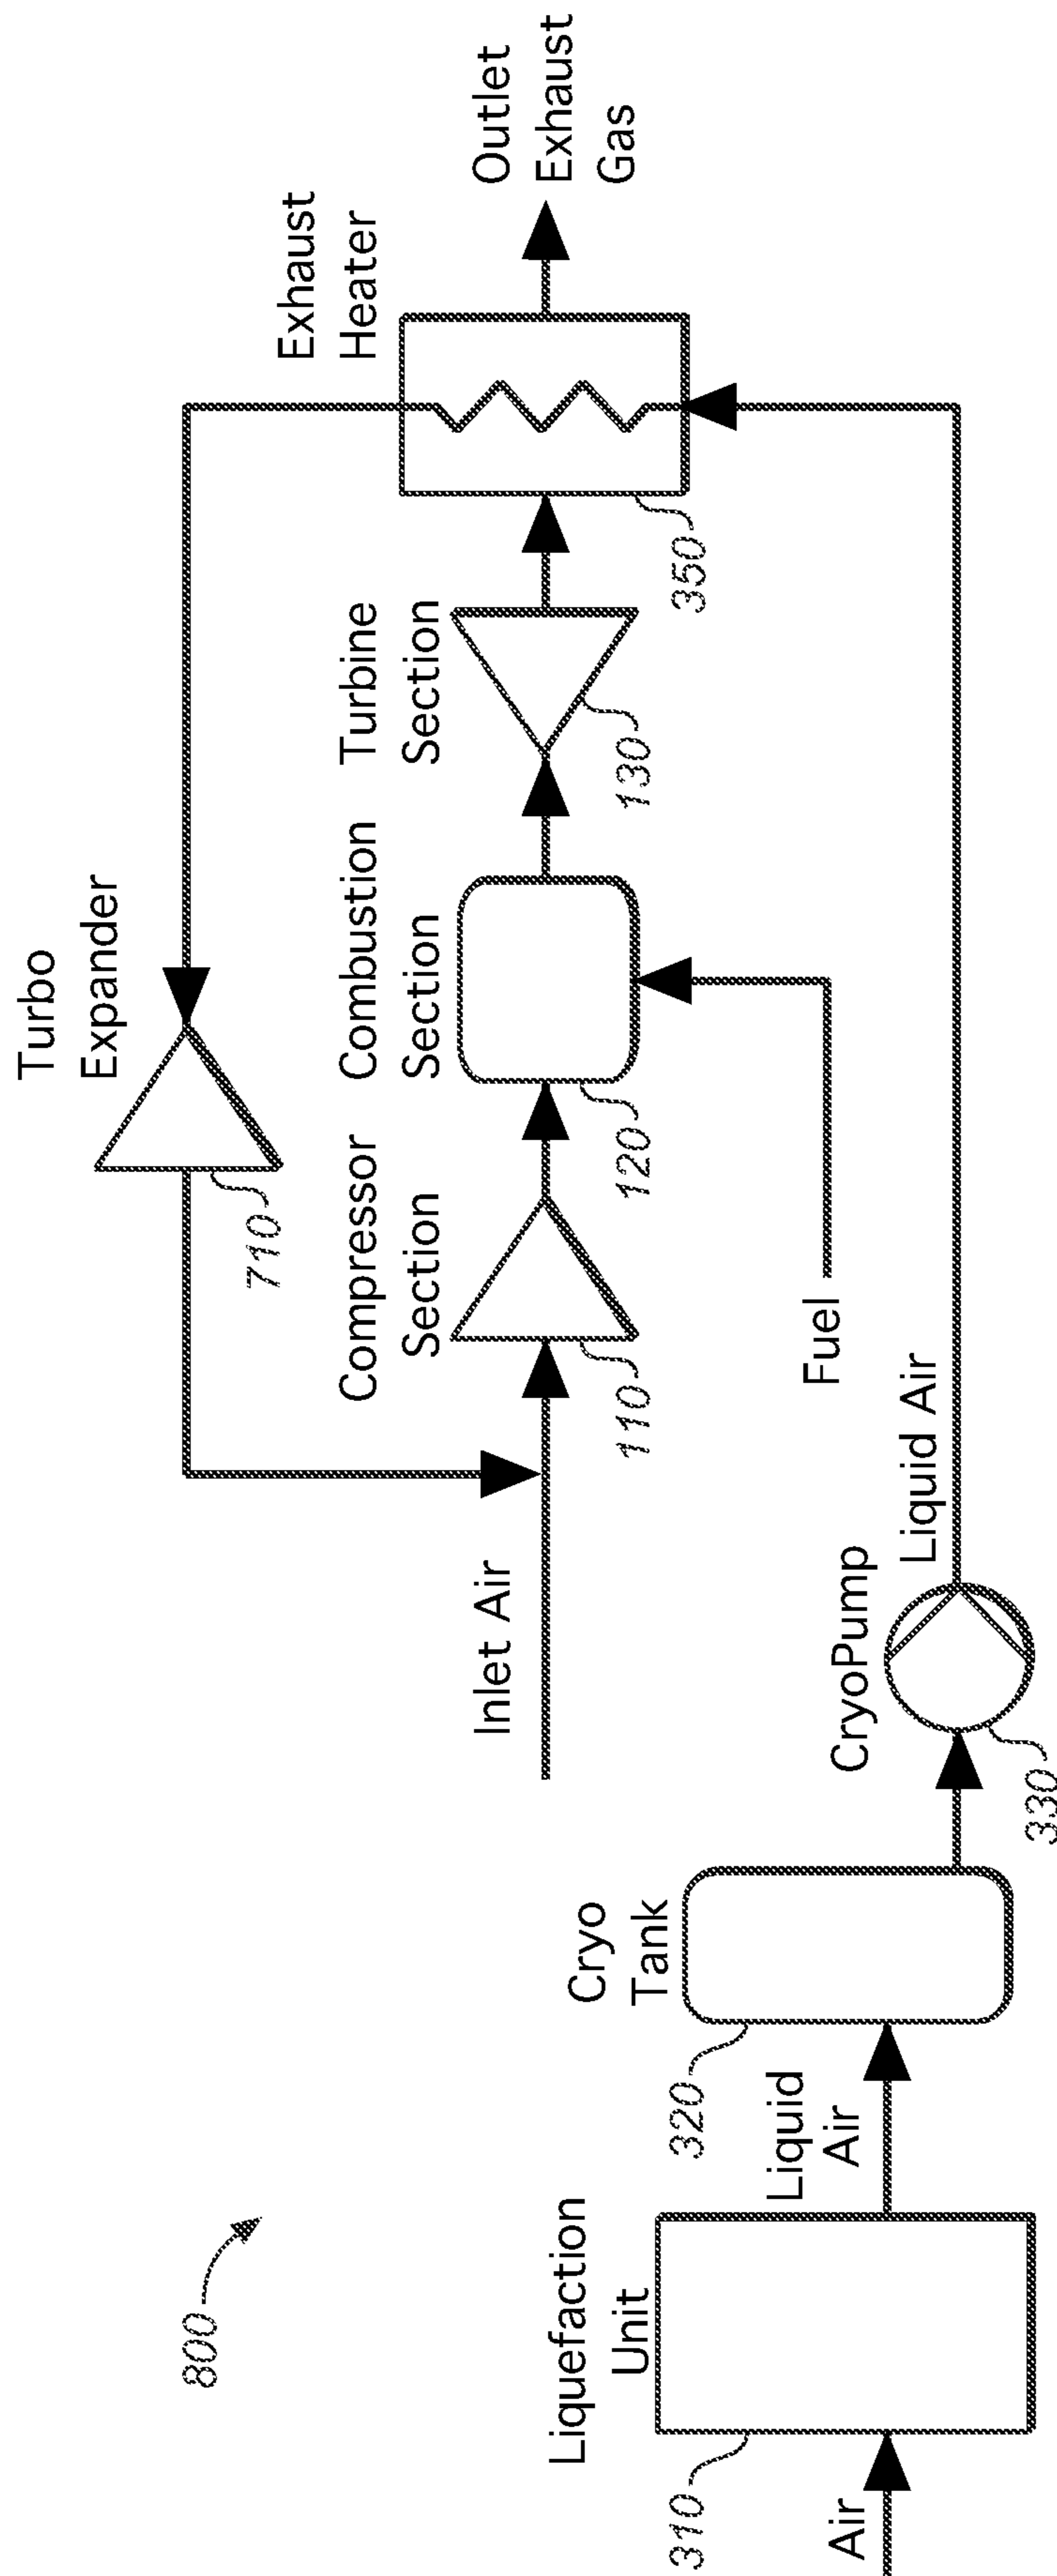 800
Turbo
Expander
710
Exhaust
Heater
350
Outlet
Exhaust
Gas
Inlet Air
Compressor
Section
110
Combustion
Section
120
Turbine
Section
130
Fuel
Air
Liquefaction
Unit
310
Liquid
Air
Cryo
Tank
320
CryoPump
330
Liquid Air